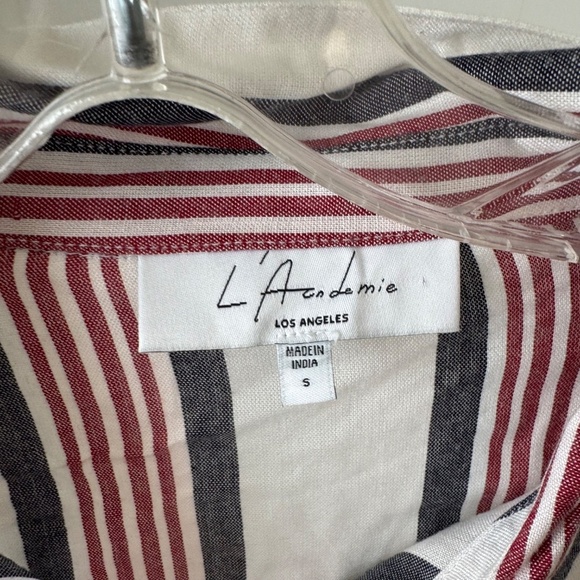 L'Academie
LOS ANGELES
MADE IN
INDIA
S